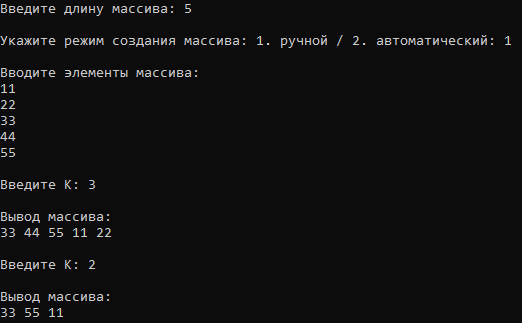 Введите длину массива: 5
Укажите режим создания массива: 1. ручной / 2. автоматический: 1
Вводите элементы массива:
11
22
33
44
55
Введите K: 3
Вывод массива:
33 44 55 11 22
Введите K: 2
Вывод массива:
33 55 11